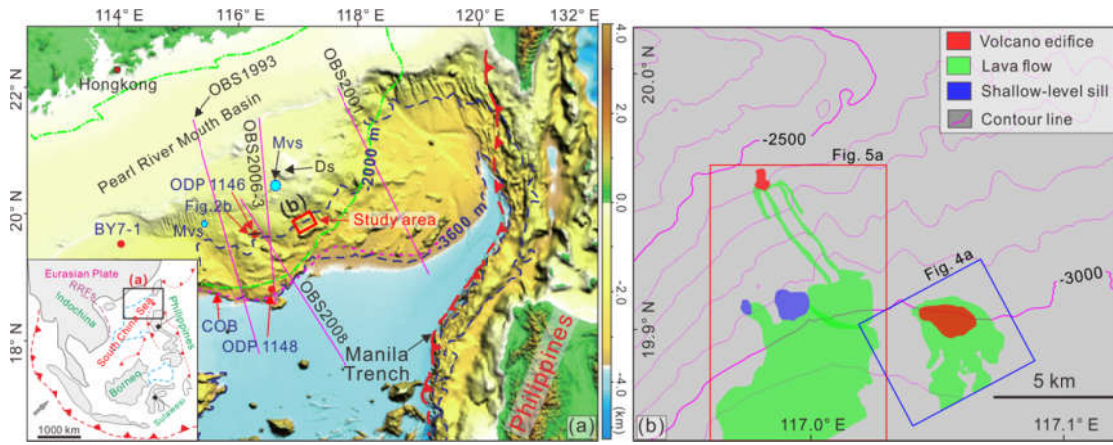 114° E
116° E
118° E
120° E
132° E
22° N
20° N
18° N
Hongkong
OBS1993
Pearl River Mouth Basin
OBS2001
OBS2006-3
Mvs
Ds
-2000 m
ODP 1146
Fig.2b
(b)
Study area
BY7-1
Mvs
-3600 m
COB
OBS2008
ODP 1148
Manila
Trench
Philippines
(a)
Eurasian Plate
RRFS
(a)
Indochina
South China Sea
Philippines
Borneo
Sulawesi
1000 km
4.0
2.0
0.0
-2.0
-4.0
(km)
Volcano edifice
Lava flow
Shallow-level sill
Contour line
20.0° N
19.9° N
-2500
Fig. 5a
Fig. 4a
-3000
5 km
117.0° E
117.1° E
(b)